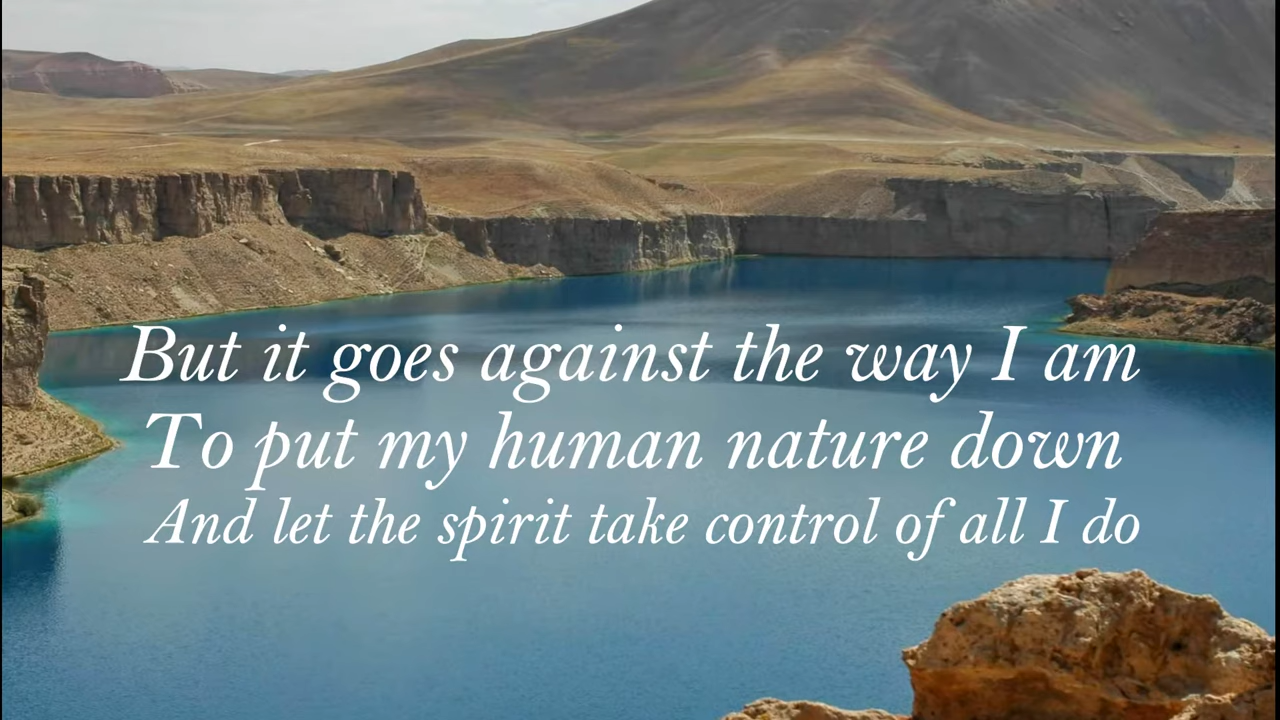 But it goes against the way I am
To put my human nature down
And let the spirit take control of all I do